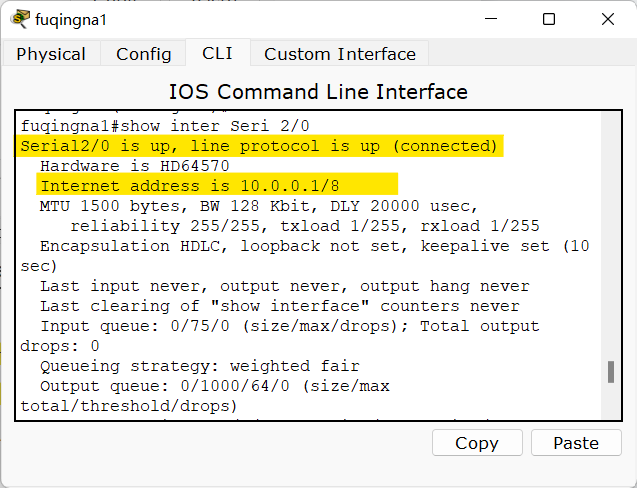 fuqingna1
Physical Config CLI Custom Interface
IOS Command Line Interface
fuqingna1#show inter Seri 2/0
Serial2/0 is up, line protocol is up (connected)
Hardware is HD64570
Internet address is 10.0.0.1/8
MTU 1500 bytes, BW 128 Kbit, DLY 20000 usec,
reliability 255/255, txload 1/255, rxload 1/255
Encapsulation HDLC, loopback not set, keepalive set (10
sec)
Last input never, output never, output hang never
Last clearing of "show interface" counters never
Input queue: 0/75/0 (size/max/drops); Total output
drops: 0
Queueing strategy: weighted fair
Output queue: 0/1000/64/0 (size/max
total/threshold/drops)
Copy Paste